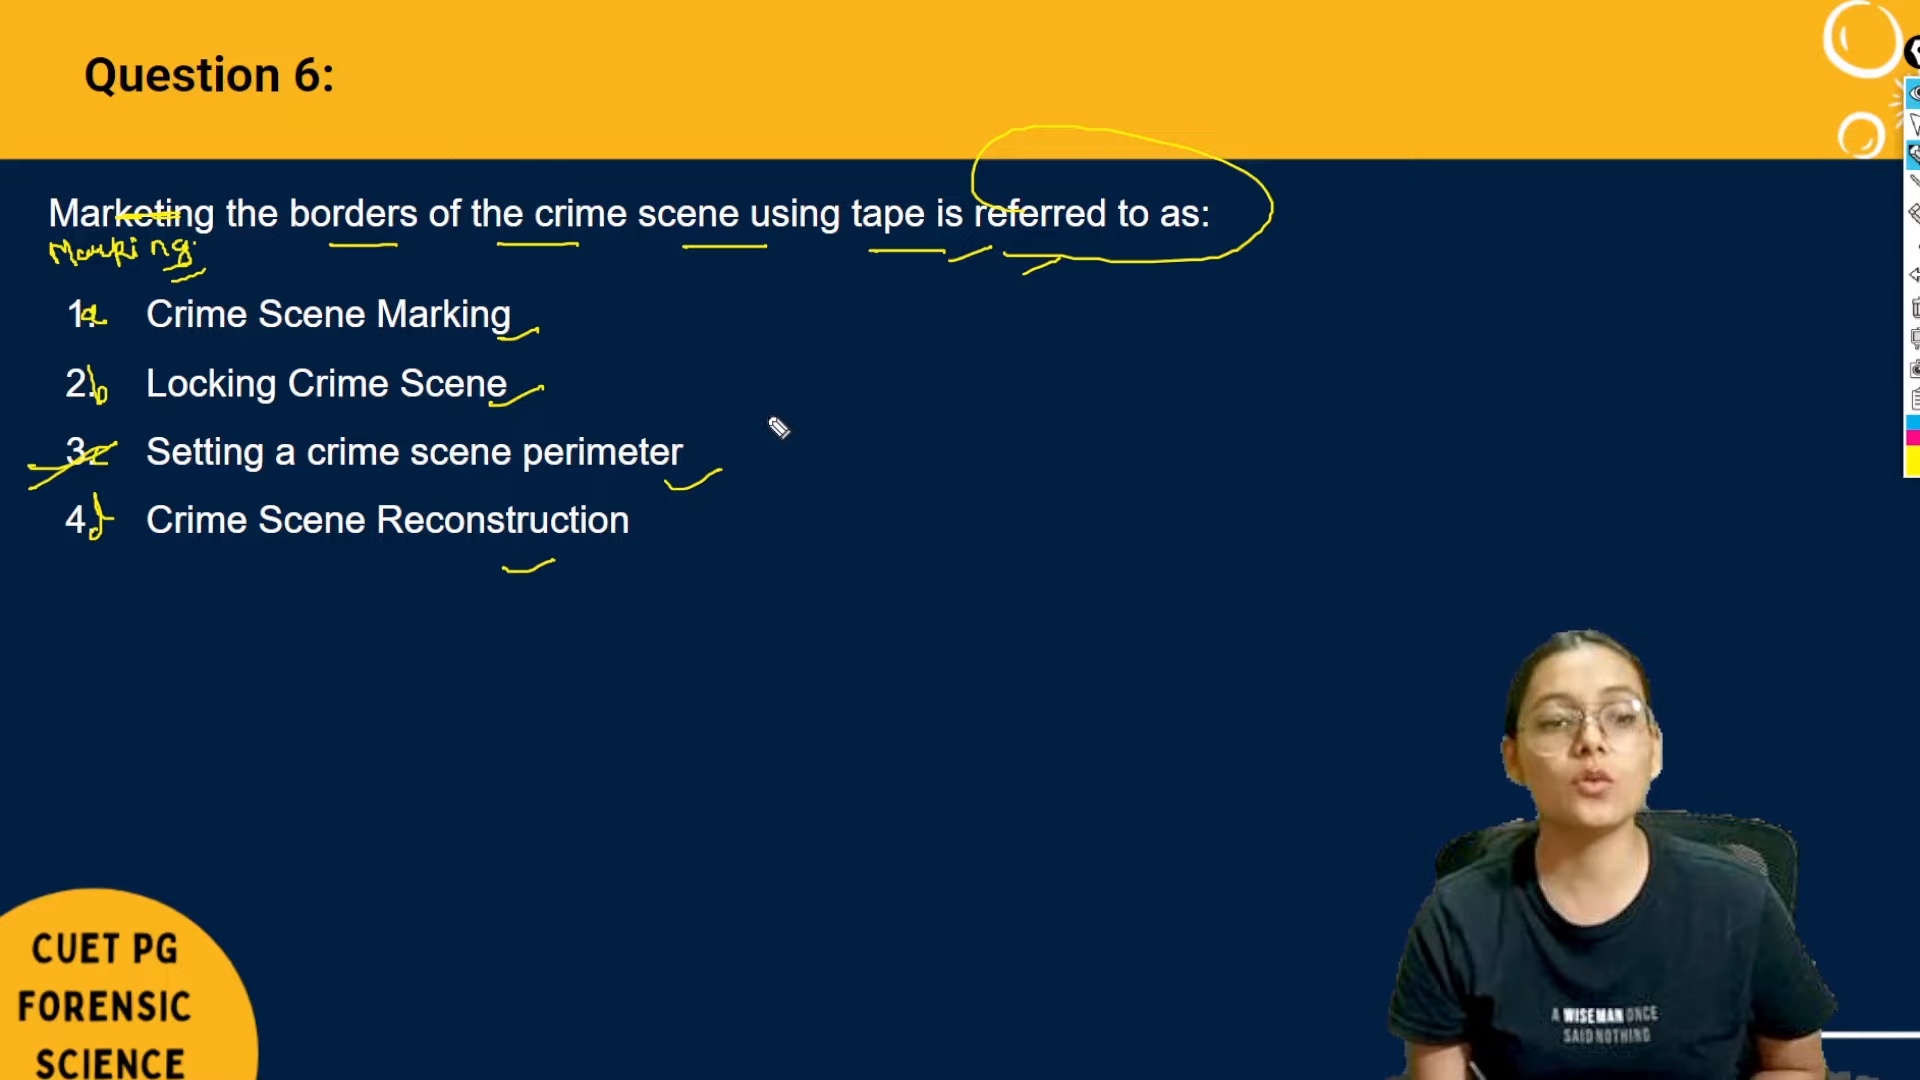 Question 6:
Marketing the borders of the crime scene using tape is referred to as:
Marking
1. a Crime Scene Marking
2. b Locking Crime Scene
3. c Setting a crime scene perimeter
4. d Crime Scene Reconstruction
A WISEMAN ONCE
SAID NOTHING
CUET PG
FORENSIC
SCIENCE